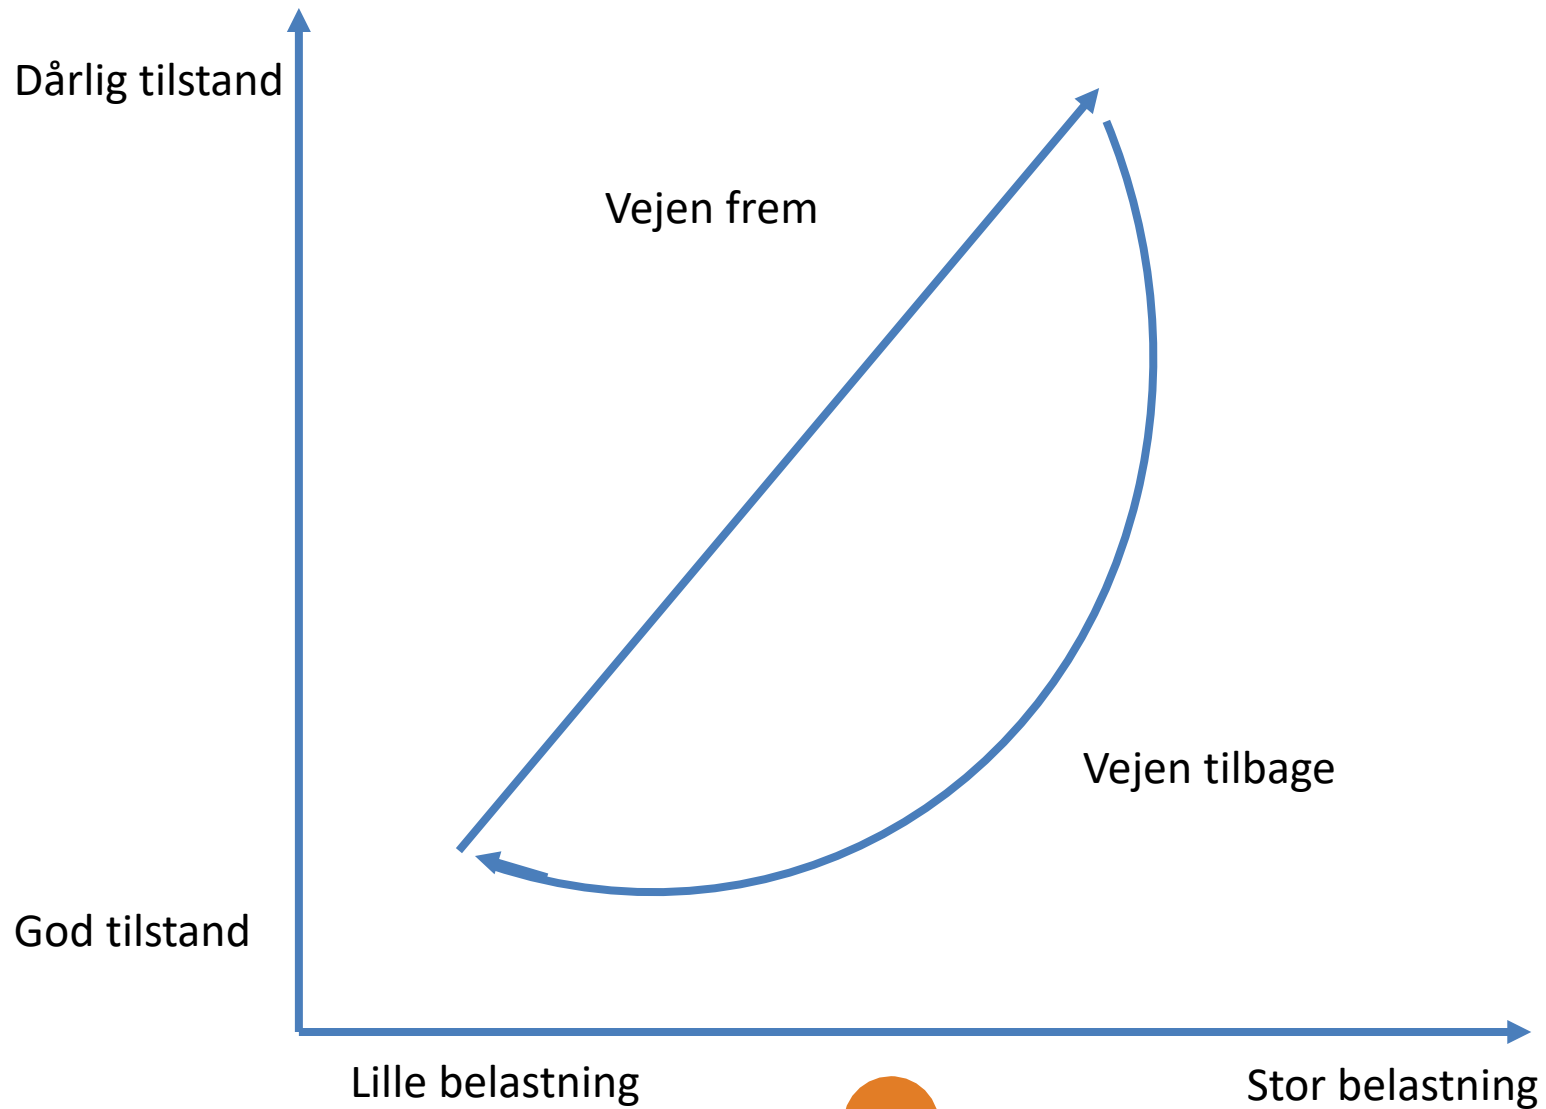 Dårlig tilstand
Vejen frem
Vejen tilbage
God tilstand
Lille belastning
Stor belastning